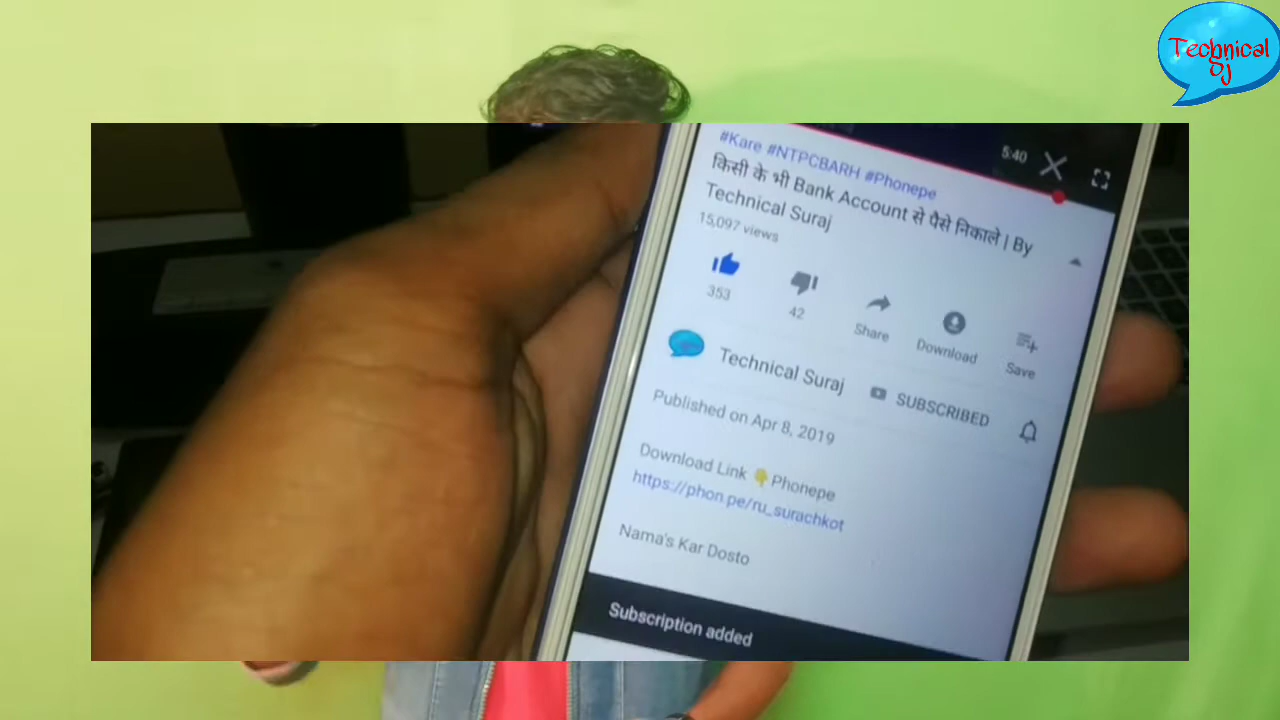 Technical
Sj
5:40
#Kare #NTPCBARH #Phonepe
किसी के भी Bank Account से पैसे निकाले | By
Technical Suraj
15,097 views
353
42
Share
Download
Save
Technical Suraj
SUBSCRIBED
Published on Apr 8, 2019
Download Link 👇Phonepe
https://phon.pe/ru_surachkot
Nama's Kar Dosto
Subscription added